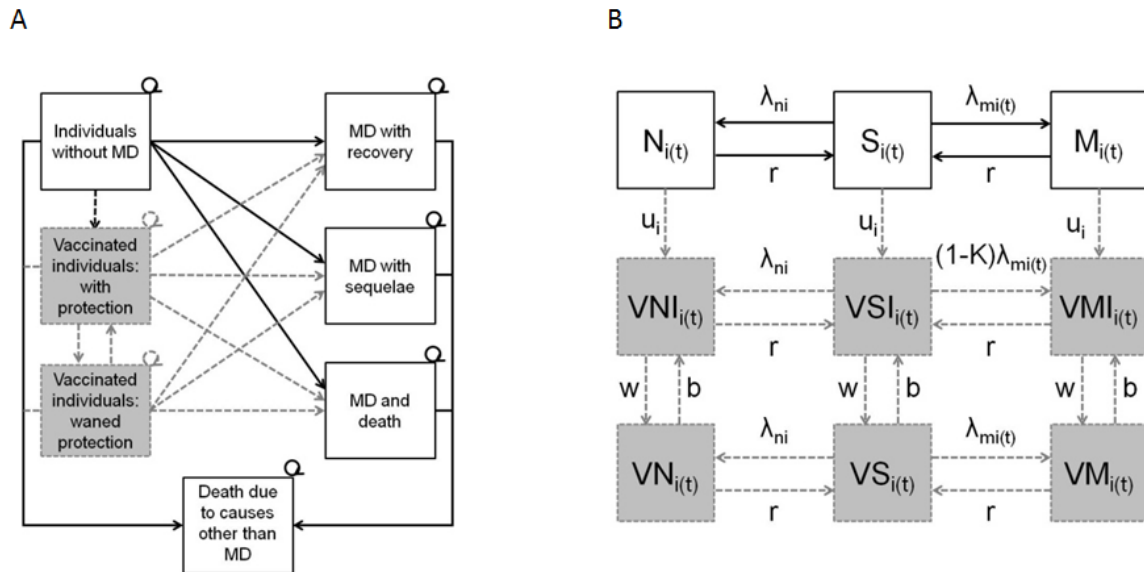 A
B
Individuals
without MD
MD with
recovery
Vaccinated
individuals:
with
protection
MD with
sequelae
Vaccinated
individuals:
waned
protection
MD and
death
Death due
to causes
other than
MD
λni
λmi(t)
Ni(t)
Si(t)
Mi(t)
r
r
ui
ui
ui
λni
(1-K)λmi(t)
VNIi(t)
VSIi(t)
VMIi(t)
r
r
w
b
w
b
w
b
λni
λmi(t)
VNi(t)
VSi(t)
VMi(t)
r
r